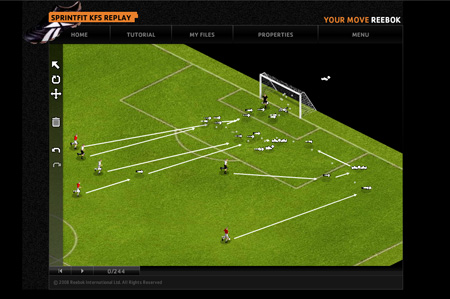 SPRINTFIT KFS REPLAY
YOUR MOVE REEBOK
HOME TUTORIAL MY FILES PROPERTIES MENU
0/244
© 2008 Reebok International Ltd. All Rights Reserved